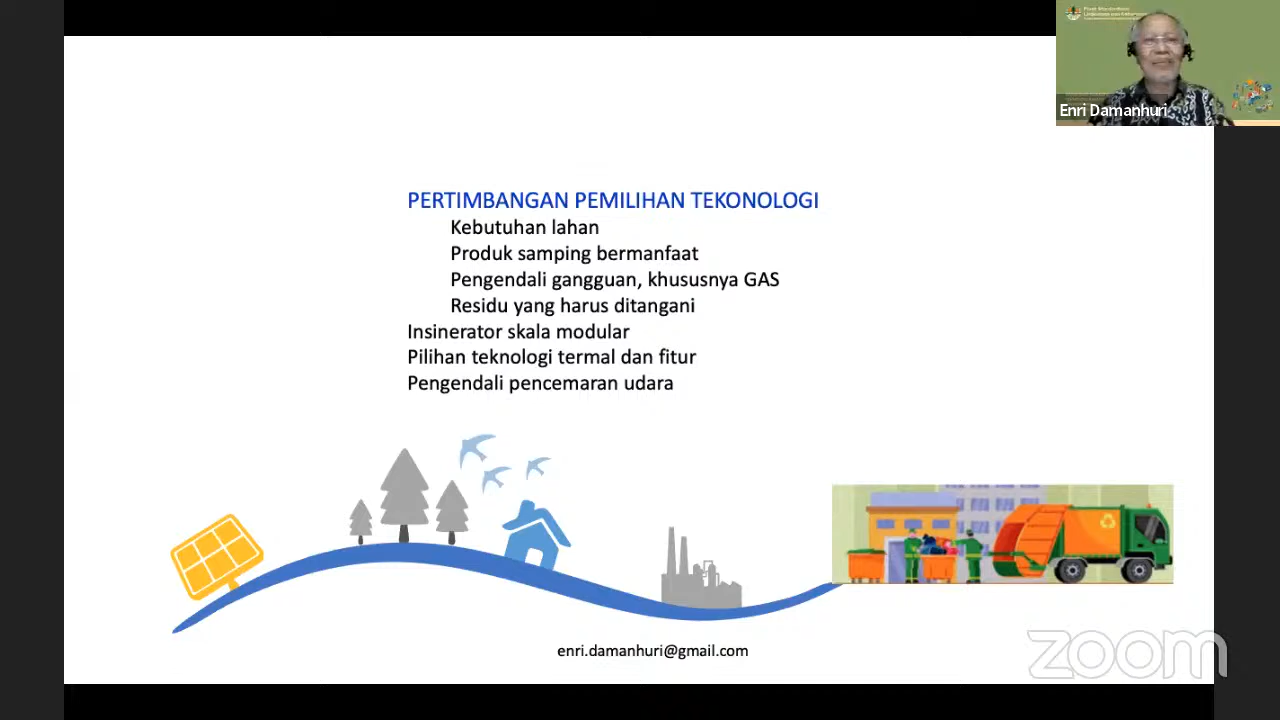 Enri Damanhuri
PERTIMBANGAN PEMILIHAN TEKONOLOGI
Kebutuhan lahan
Produk samping bermanfaat
Pengendali gangguan, khususnya GAS
Residu yang harus ditangani
Insinerator skala modular
Pilihan teknologi termal dan fitur
Pengendali pencemaran udara
enri.damanhuri@gmail.com
zoom